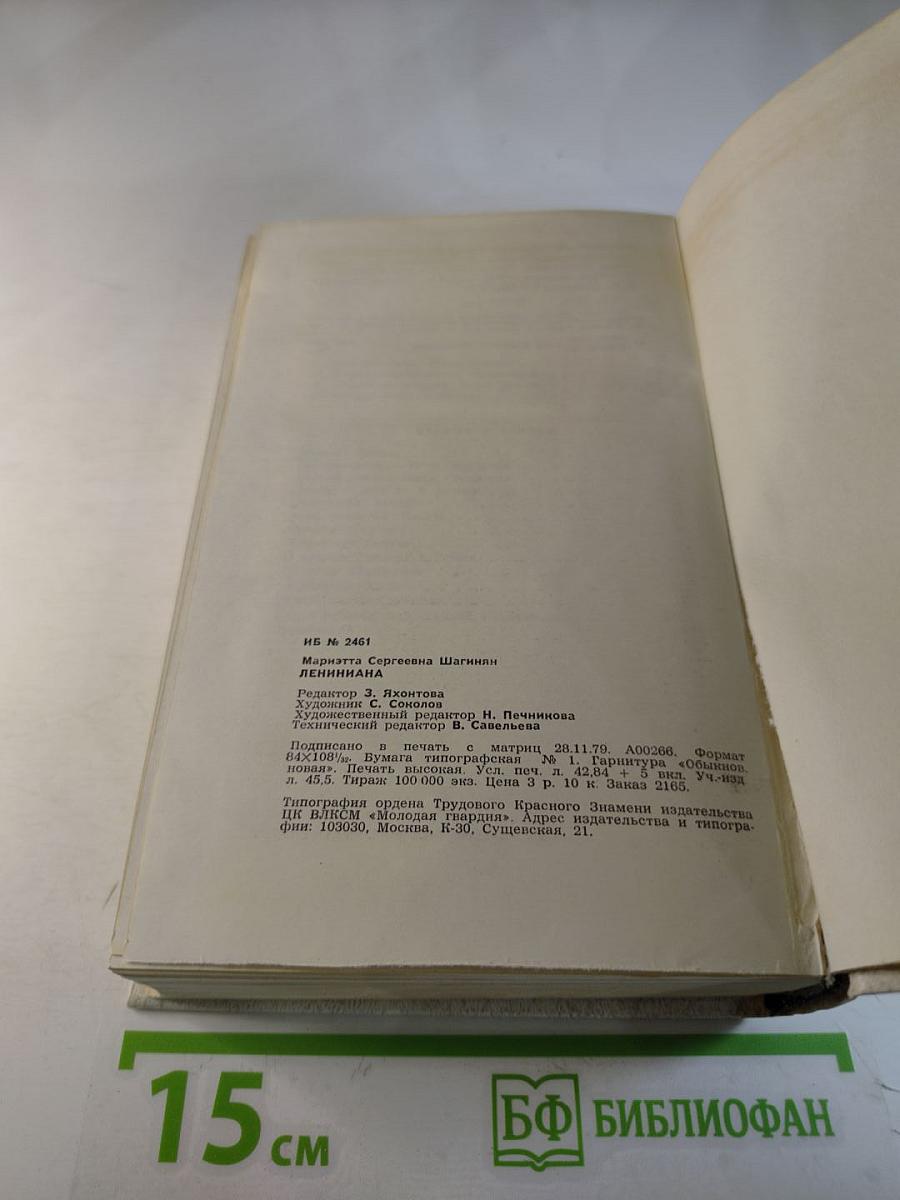 ИБ № 2461
Мариэтта Сергеевна Шагинян
ЛЕНИНИАНА
Редактор З. Яхонтова
Художник С. Соколов
Художественный редактор Н. Печникова
Технический редактор В. Савельева
Подписано в печать с матриц 28.11.79. А00266. Формат
84×108¹/₃₂. Бумага типографская № 1. Гарнитура «Обыкнов.
новая». Печать высокая. Усл. печ. л. 42,84 + 5 вкл. Уч.-изд.
л. 45,5. Тираж 100 000 экз. Цена 3 р. 10 к. Заказ 2165.
Типография ордена Трудового Красного Знамени издательства
ЦК ВЛКСМ «Молодая гвардия». Адрес издательства и типогра-
фии: 103030, Москва, К-30, Сущевская, 21.
15 см
БФ БИБЛИОФАН